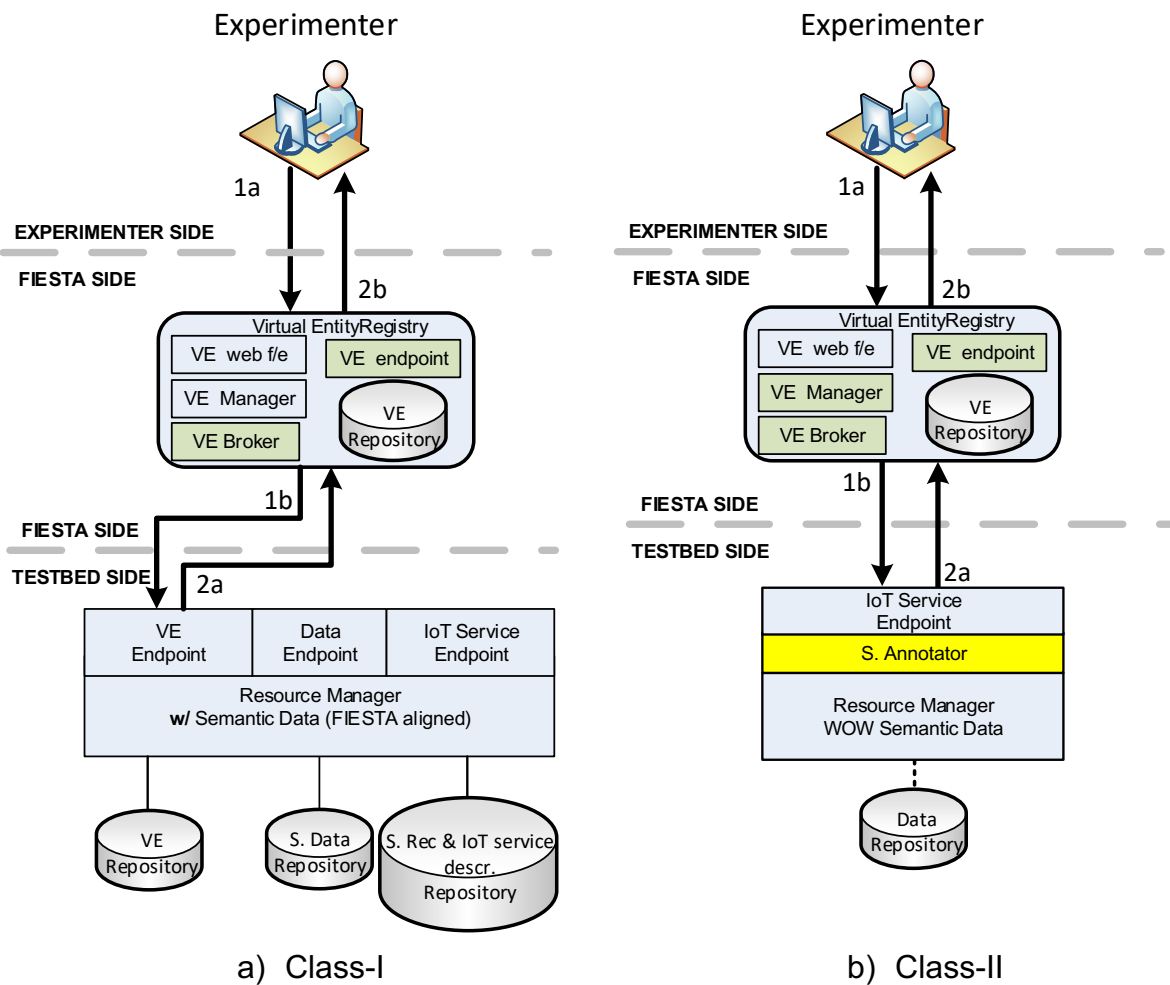 Experimenter
1a
EXPERIMENTER SIDE
FIESTA SIDE
2b
Virtual EntityRegistry
VE web f/e
VE endpoint
VE Manager
VE
Repository
VE Broker
1b
FIESTA SIDE
TESTBED SIDE
2a
VE
Endpoint
Data
Endpoint
IoT Service
Endpoint
Resource Manager
w/ Semantic Data (FIESTA aligned)
VE
Repository
S. Data
Repository
S. Rec & IoT service
descr.
Repository
a) Class-I
Experimenter
1a
EXPERIMENTER SIDE
FIESTA SIDE
2b
Virtual EntityRegistry
VE web f/e
VE endpoint
VE Manager
VE
Repository
VE Broker
1b
FIESTA SIDE
TESTBED SIDE
2a
IoT Service
Endpoint
S. Annotator
Resource Manager
WOW Semantic Data
Data
Repository
b) Class-II